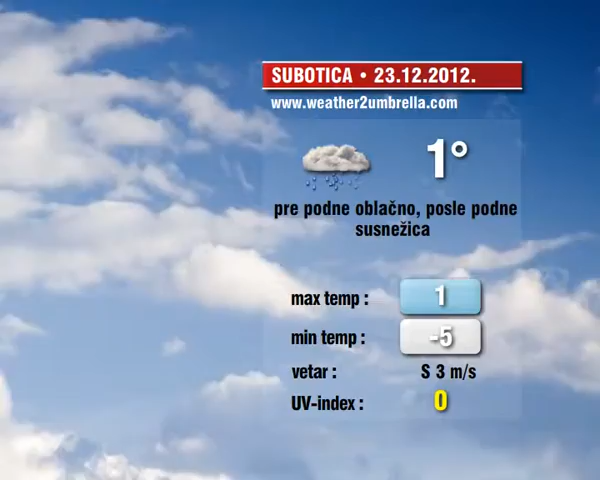 SUBOTICA • 23.12.2012.
www.weather2umbrella.com
1°
pre podne oblačno, posle podne
susnežica
max temp : 1
min temp : -5
vetar : S 3 m/s
UV-index : 0